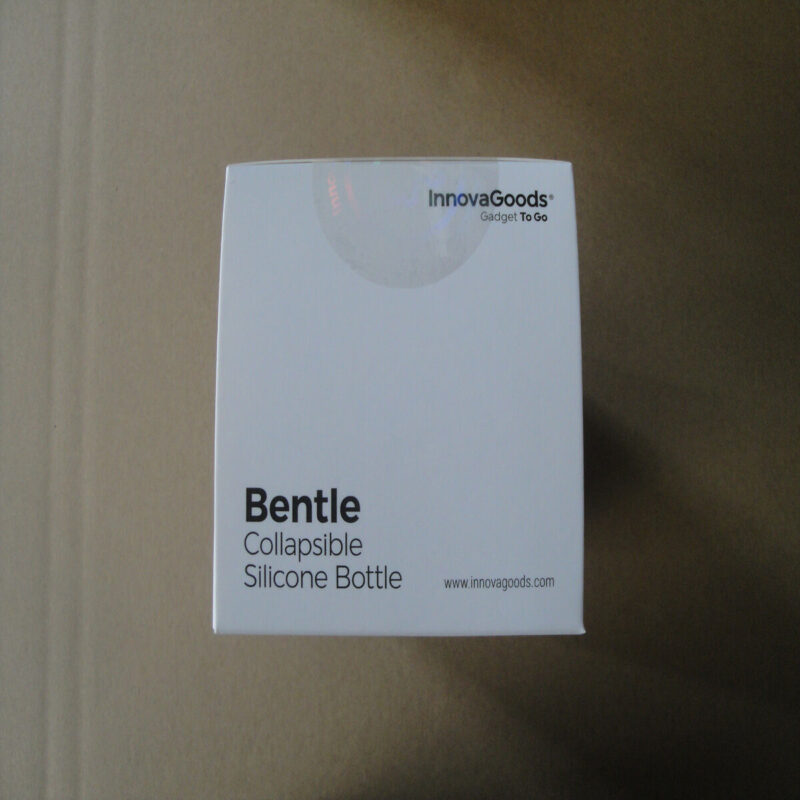 InnovaGoods®
Gadget To Go
Bentle
Collapsible
Silicone Bottle
www.innovagoods.com